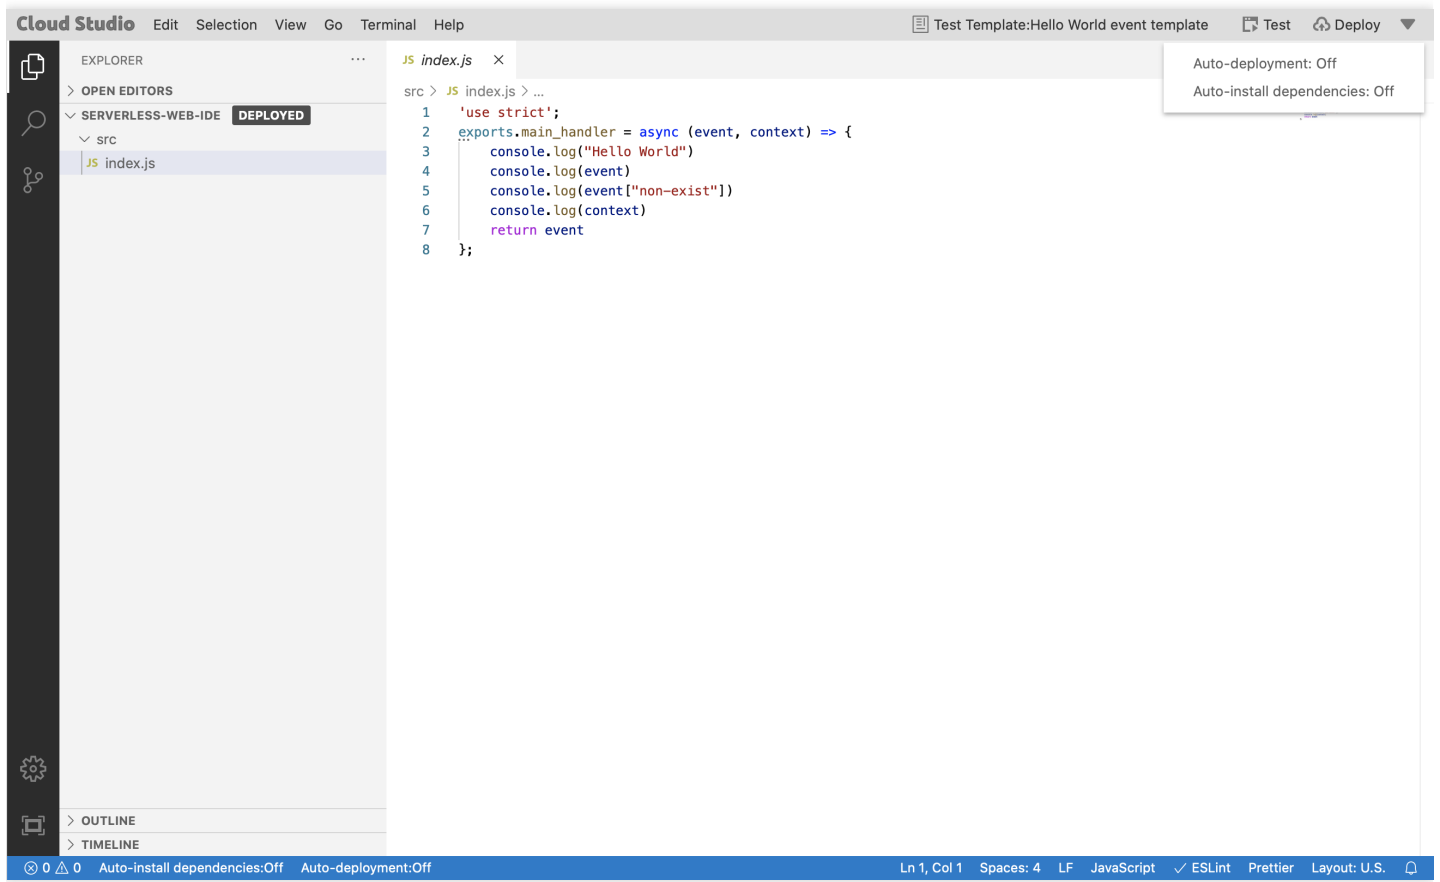 Cloud Studio Edit Selection View Go Terminal Help Test Template:Hello World event template Test Deploy
Auto-deployment: Off
Auto-install dependencies: Off
EXPLORER ···
OPEN EDITORS
SERVERLESS-WEB-IDE DEPLOYED
src
JS index.js
JS index.js
src > JS index.js > ...
1 'use strict';
2 exports.main_handler = async (event, context) => {
3 console.log("Hello World")
4 console.log(event)
5 console.log(event["non-exist"])
6 console.log(context)
7 return event
8 };
OUTLINE
TIMELINE
0 0 Auto-install dependencies:Off Auto-deployment:Off Ln 1, Col 1 Spaces: 4 LF JavaScript ESLint Prettier Layout: U.S.